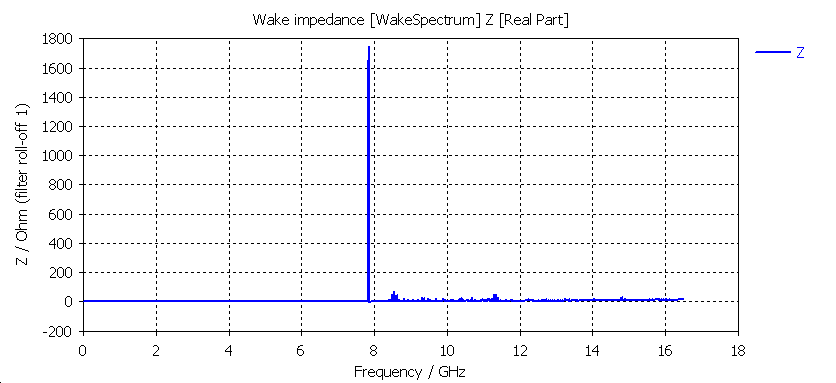 Wake impedance [WakeSpectrum] Z [Real Part]
1800
1600
1400
1200
1000
800
600
400
200
0
-200
0 2 4 6 8 10 12 14 16 18
Frequency / GHz
Z / Ohm (filter roll-off 1)
Z